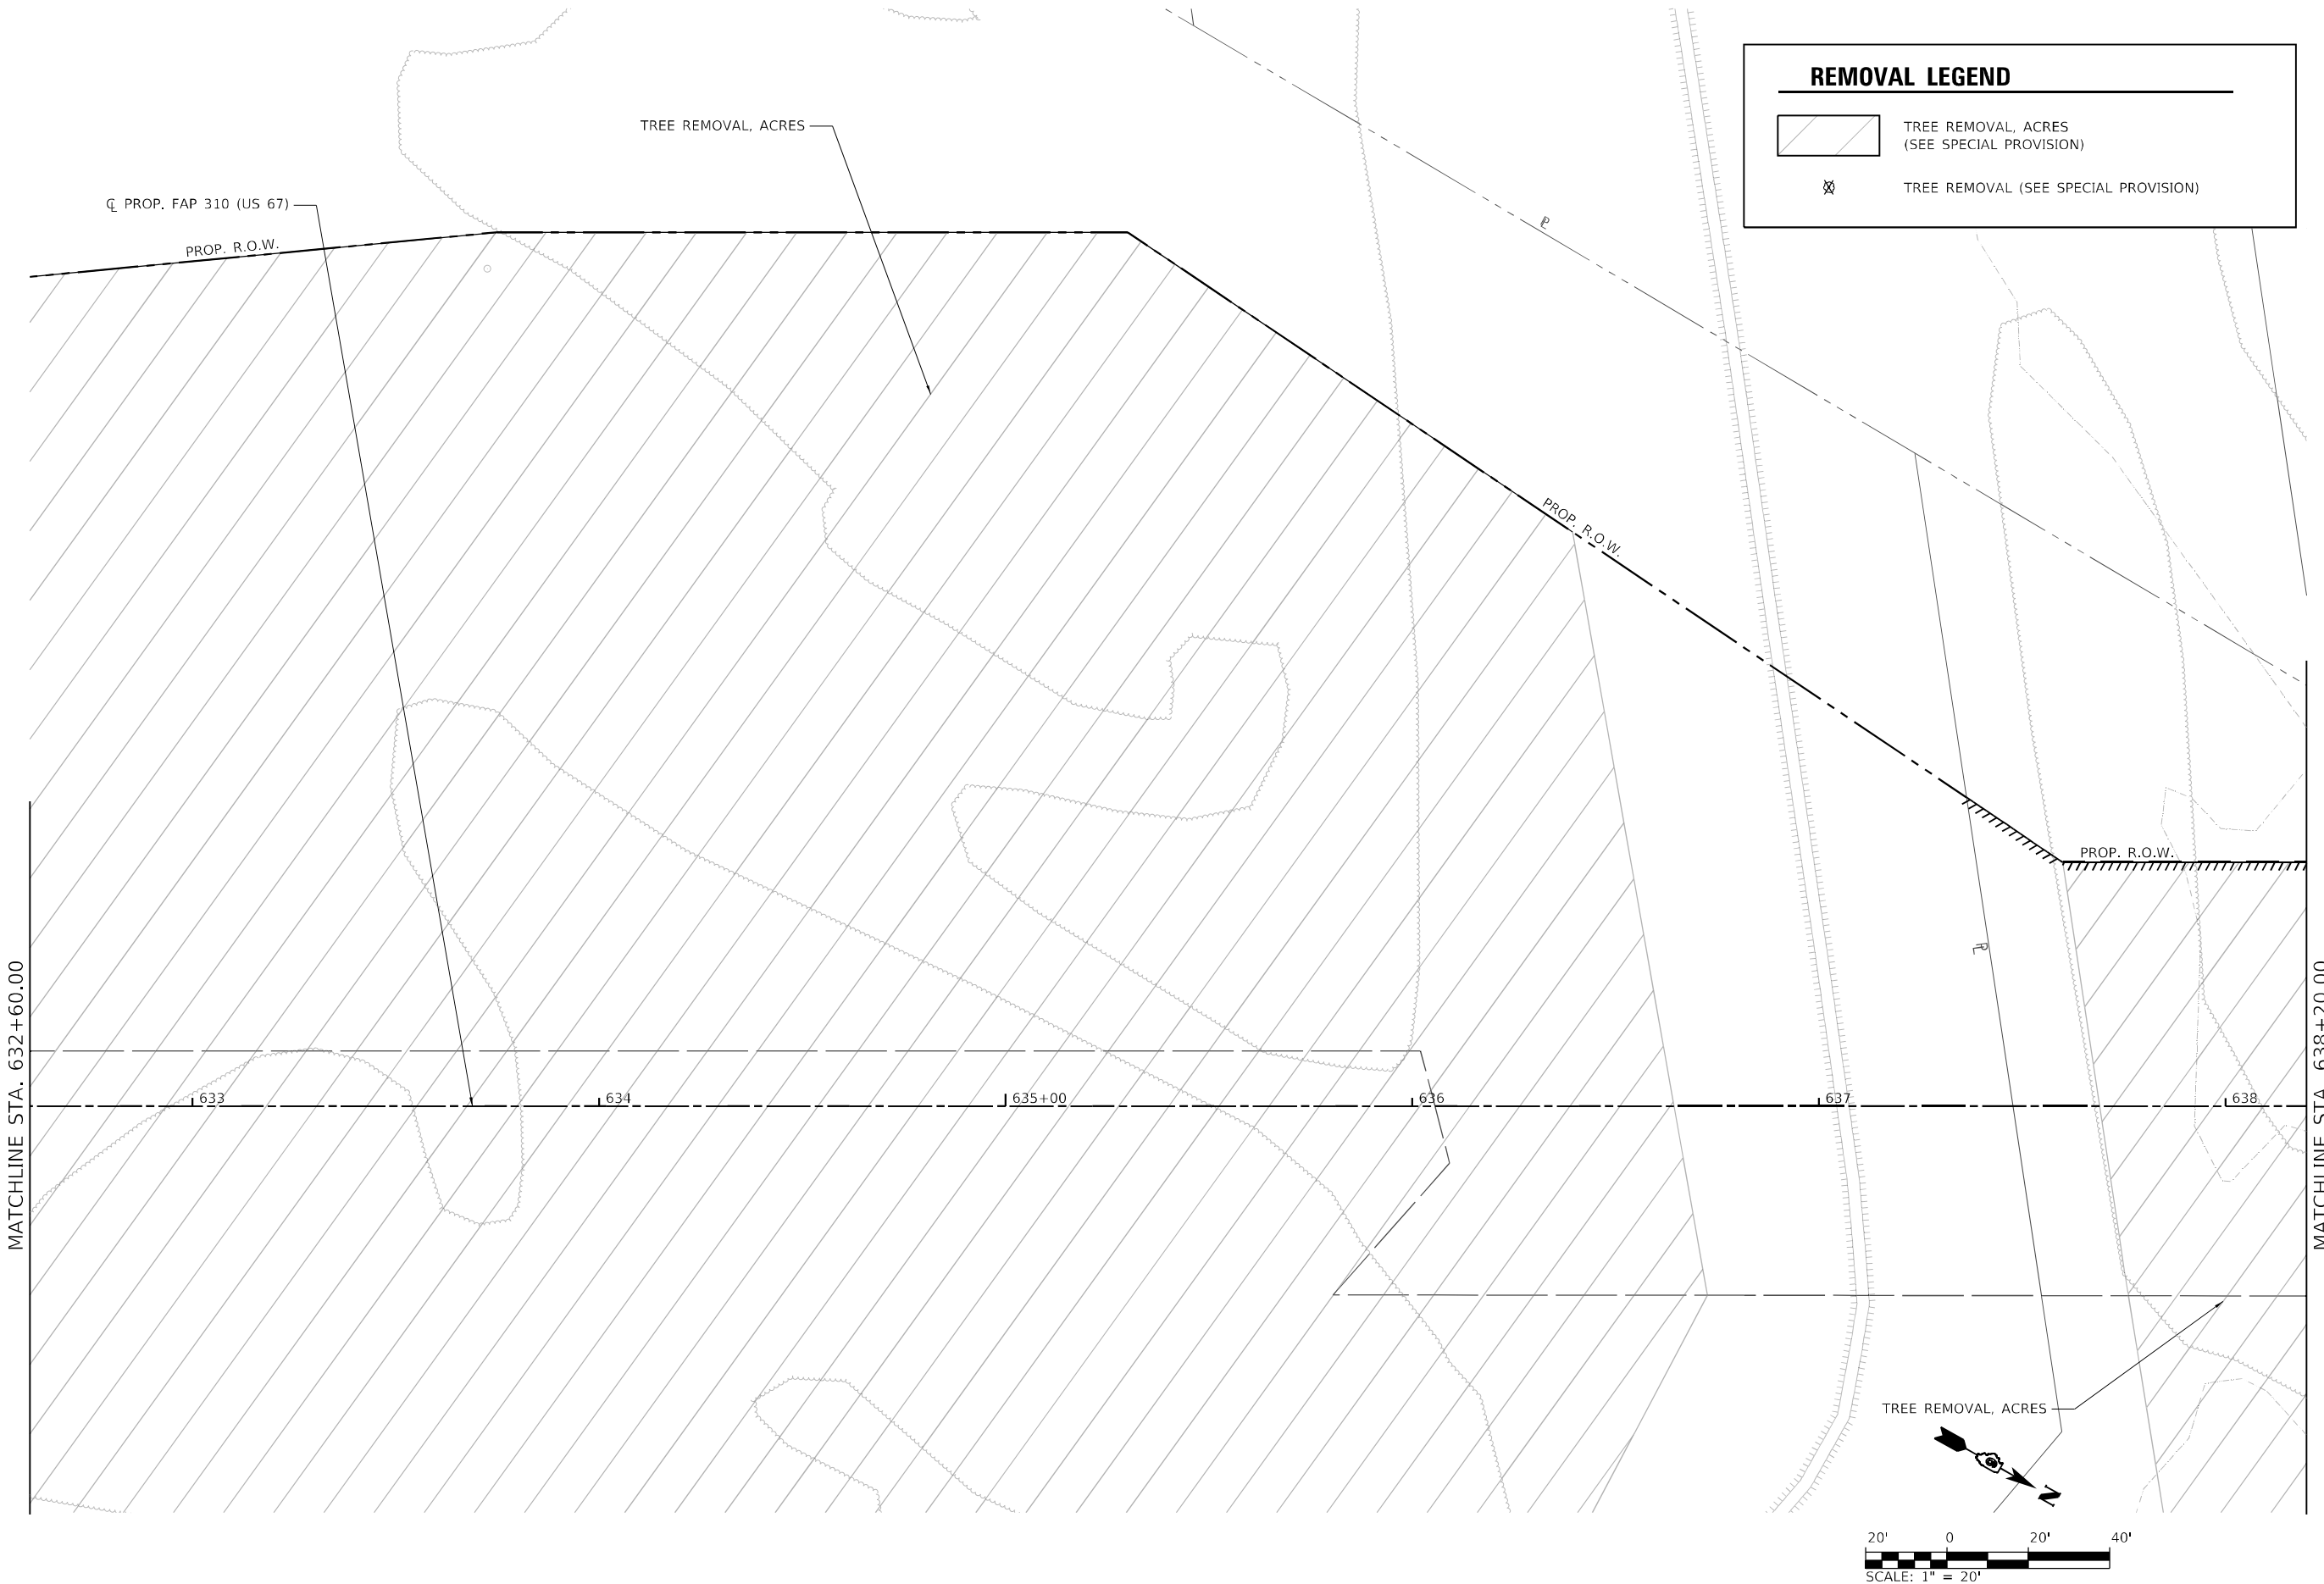 REMOVAL LEGEND
TREE REMOVAL, ACRES
(SEE SPECIAL PROVISION)
TREE REMOVAL (SEE SPECIAL PROVISION)
TREE REMOVAL, ACRES
℄ PROP. FAP 310 (US 67)
PROP. R.O.W.
PL
PROP. R.O.W.
PROP. R.O.W.
PL
MATCHLINE STA. 632+60.00
MATCHLINE STA. 638+20.00
633
634
635+00
636
637
638
TREE REMOVAL, ACRES
N
20' 0 20' 40'
SCALE: 1" = 20'